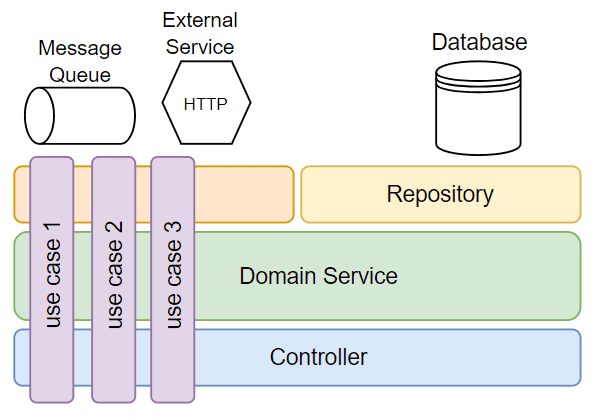 External
Service
Message
Queue
Database
HTTP
Repository
use case 1
use case 2
use case 3
Domain Service
Controller